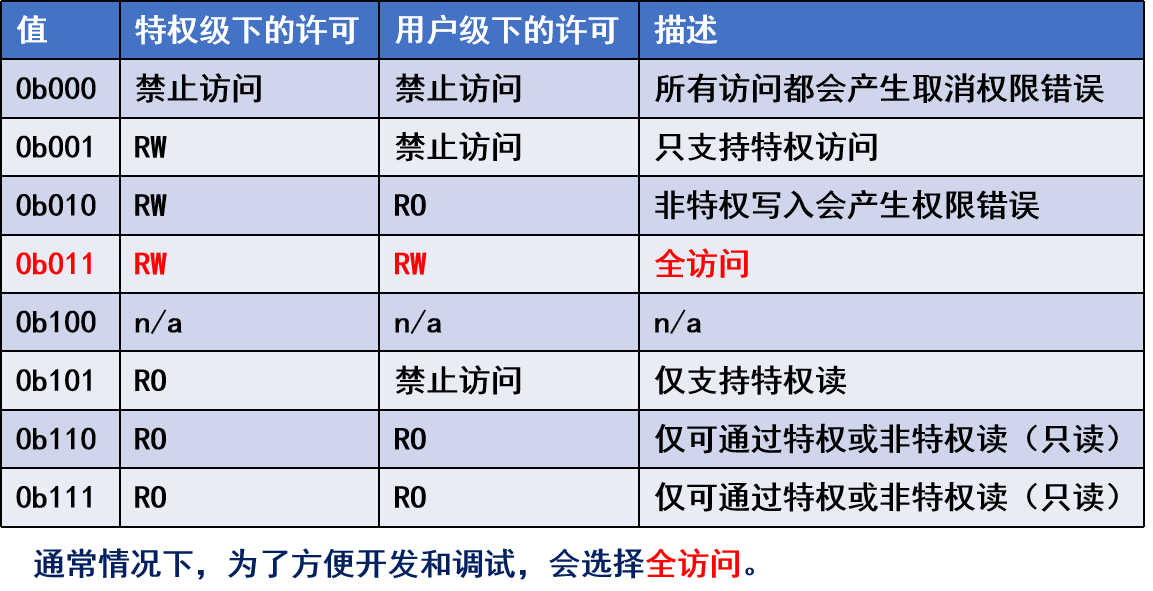 值 特权级下的许可 用户级下的许可 描述
0b000 禁止访问 禁止访问 所有访问都会产生取消权限错误
0b001 RW 禁止访问 只支持特权访问
0b010 RW RO 非特权写入会产生权限错误
0b011 RW RW 全访问
0b100 n/a n/a n/a
0b101 RO 禁止访问 仅支持特权读
0b110 RO RO 仅可通过特权或非特权读（只读）
0b111 RO RO 仅可通过特权或非特权读（只读）
通常情况下，为了方便开发和调试，会选择全访问。